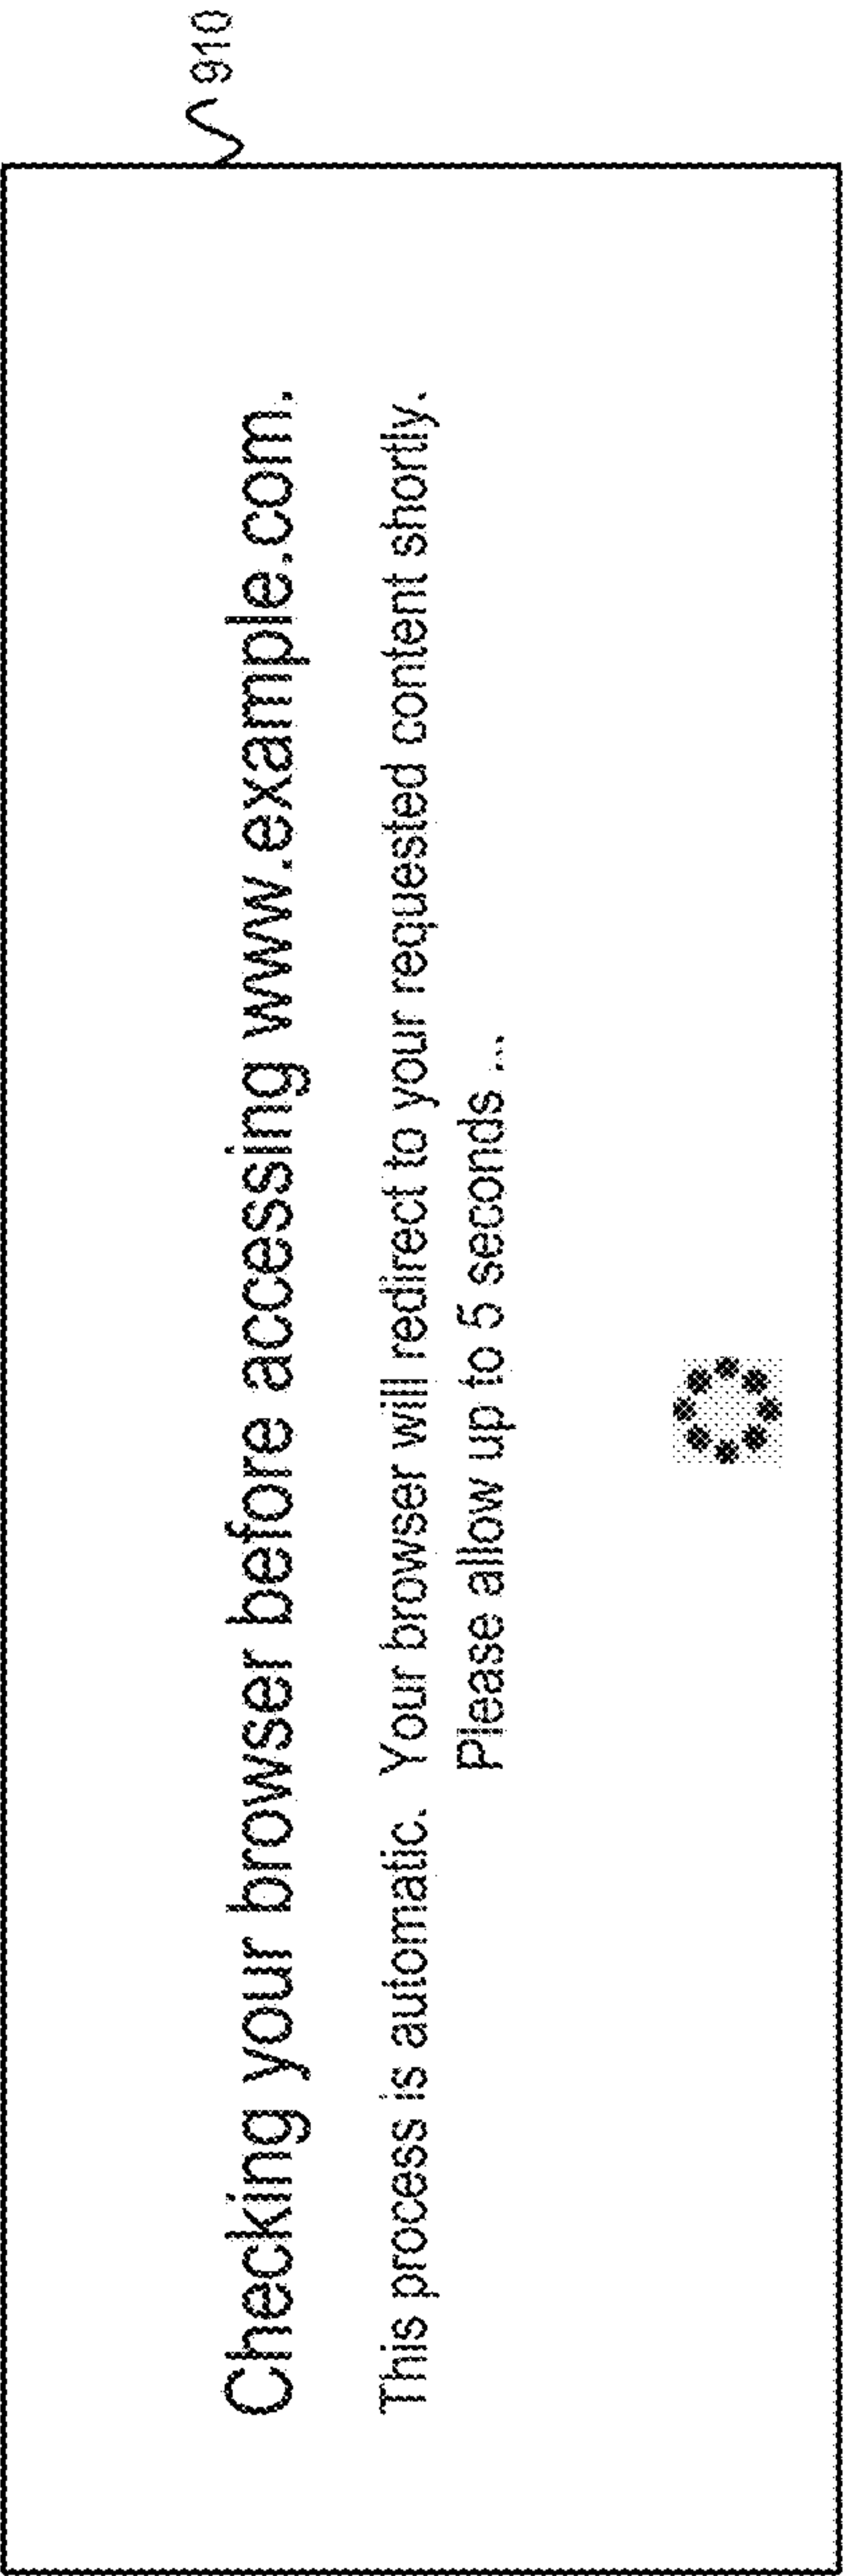 910
Checking your browser before accessing www.example.com.
This process is automatic. Your browser will redirect to your requested content shortly.
Please allow up to 5 seconds ...